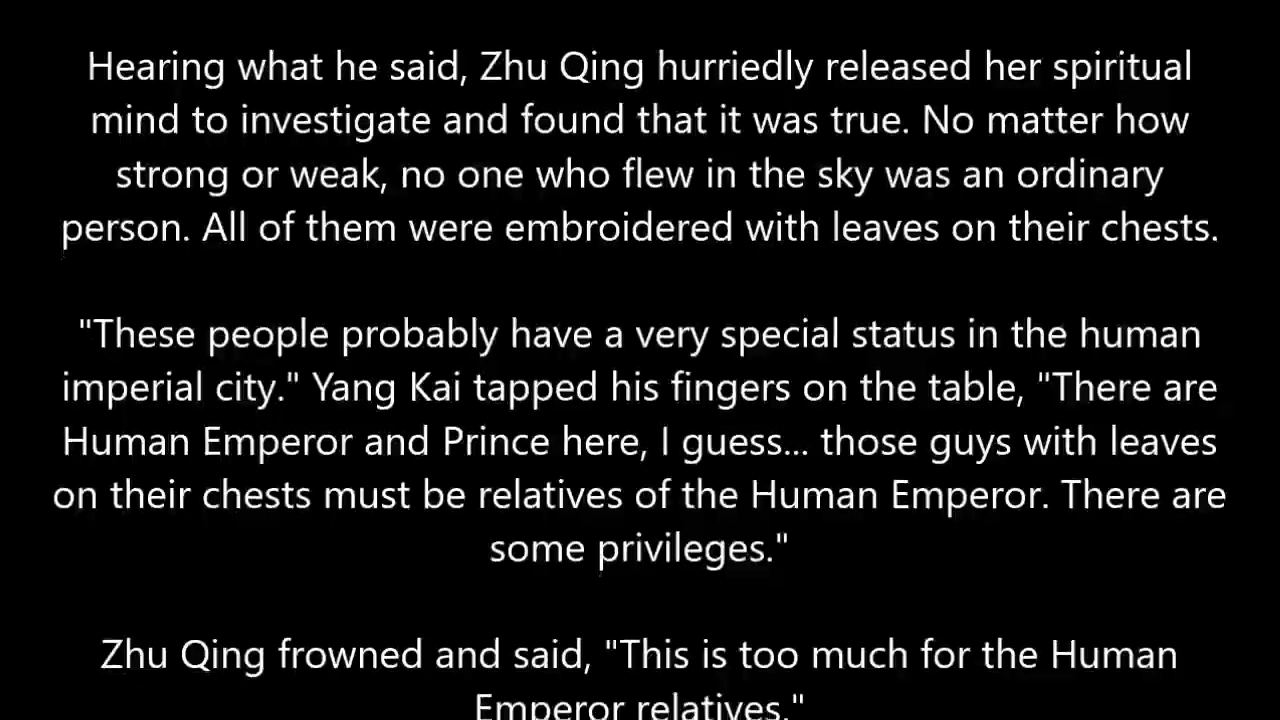 Hearing what he said, Zhu Qing hurriedly released her spiritual
mind to investigate and found that it was true. No matter how
strong or weak, no one who flew in the sky was an ordinary
person. All of them were embroidered with leaves on their chests.
"These people probably have a very special status in the human
imperial city." Yang Kai tapped his fingers on the table, "There are
Human Emperor and Prince here, I guess... those guys with leaves
on their chests must be relatives of the Human Emperor. There are
some privileges."
Zhu Qing frowned and said, "This is too much for the Human
Emperor relatives."